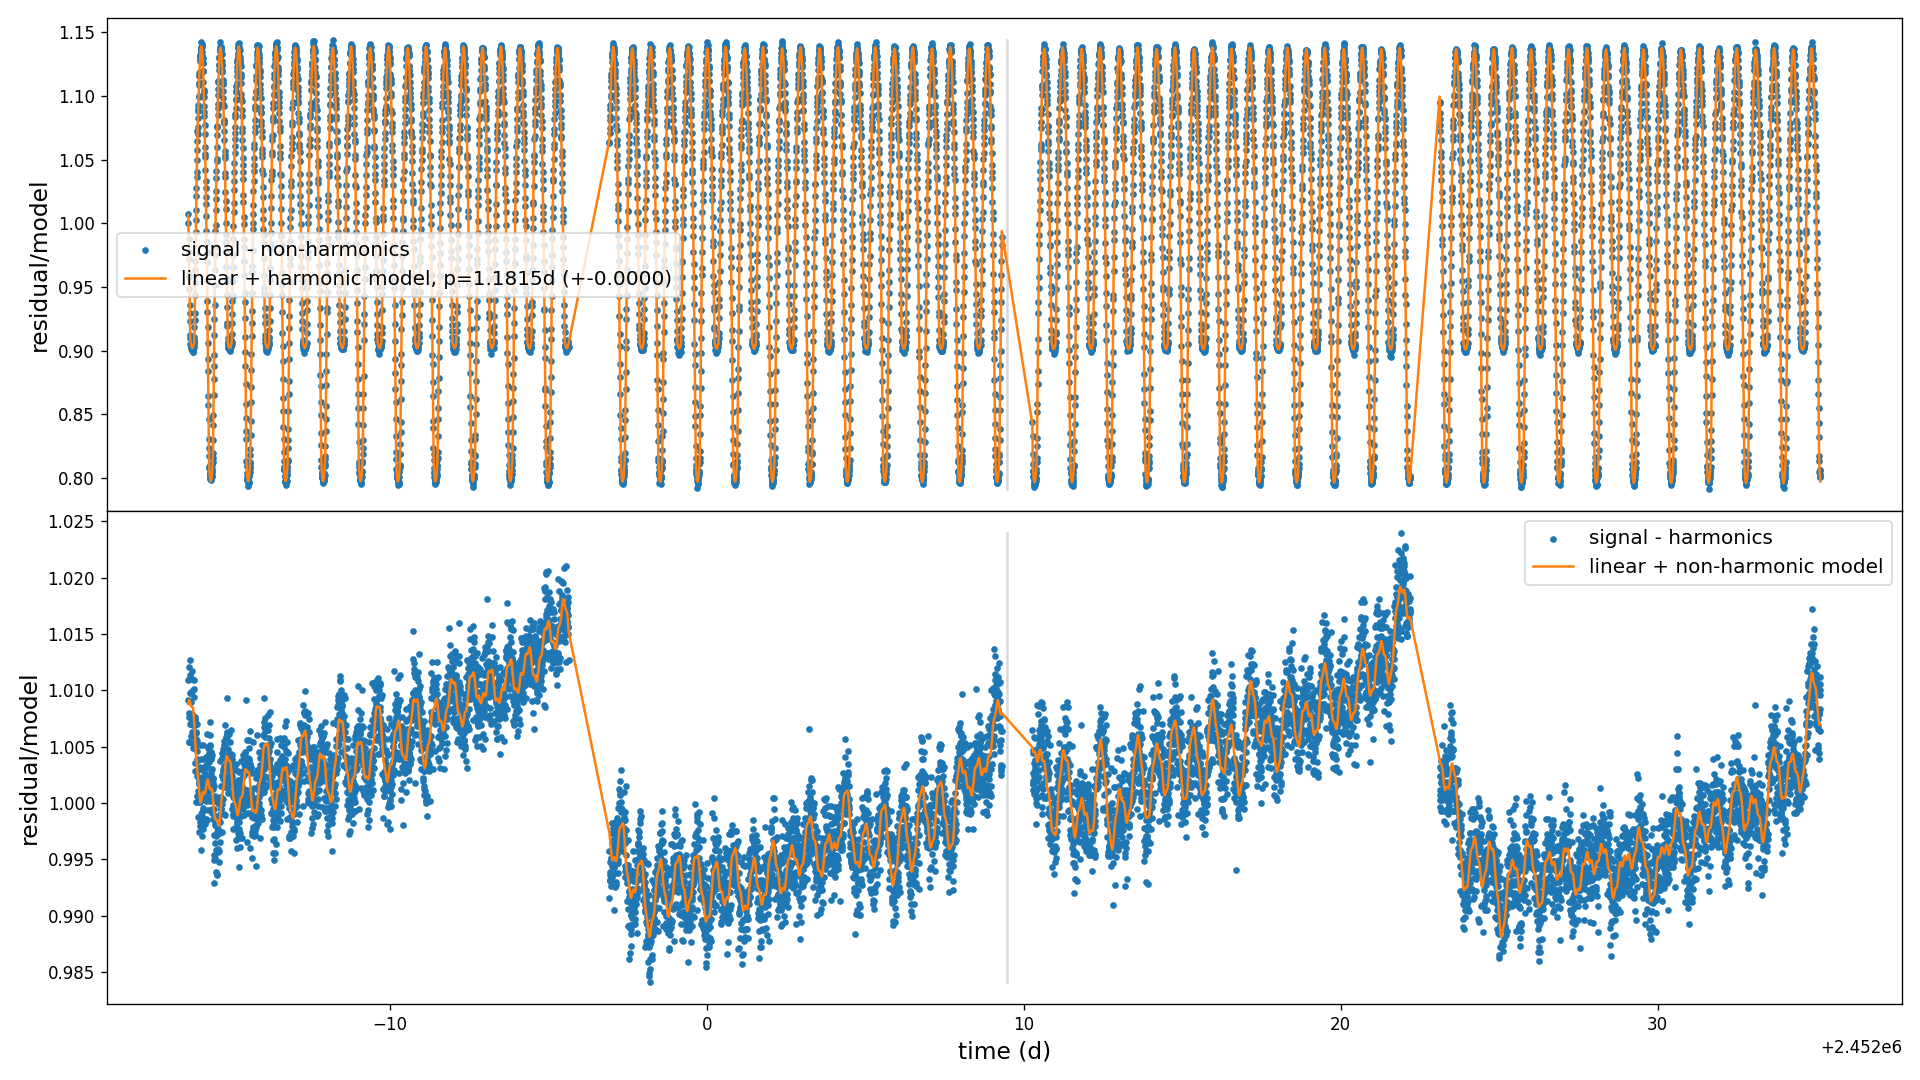 1.15
1.10
1.05
1.00
0.95
0.90
0.85
0.80
residual/model
signal - non-harmonics
linear + harmonic model, p=1.1815d (+-0.0000)
1.025
1.020
1.015
1.010
1.005
1.000
0.995
0.990
0.985
residual/model
signal - harmonics
linear + non-harmonic model
−10
0
10
20
30
time (d)
+2.452e6